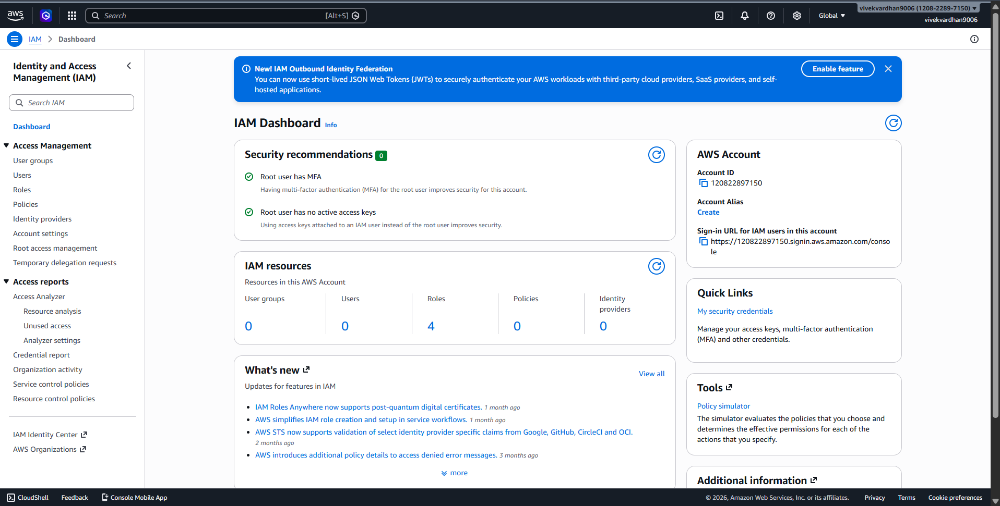 aws
Search
[Alt+S]
Global
vivekvardhan9006 (1208-2289-7150)
vivekvardhan9006
IAM
Dashboard
Identity and Access
Management (IAM)
Search IAM
Dashboard
Access Management
User groups
Users
Roles
Policies
Identity providers
Account settings
Root access management
Temporary delegation requests
Access reports
Access Analyzer
Resource analysis
Unused access
Analyzer settings
Credential report
Organization activity
Service control policies
Resource control policies
IAM Identity Center
AWS Organizations
New! IAM Outbound Identity Federation
You can now use short-lived JSON Web Tokens (JWTs) to securely authenticate your AWS workloads with third-party cloud providers, SaaS providers, and self-
hosted applications.
Enable feature
IAM Dashboard Info
Security recommendations 0
Root user has MFA
Having multi-factor authentication (MFA) for the root user improves security for this account.
Root user has no active access keys
Using access keys attached to an IAM user instead of the root user improves security.
IAM resources
Resources in this AWS Account
User groups
0
Users
0
Roles
4
Policies
0
Identity
providers
0
What's new
View all
Updates for features in IAM
IAM Roles Anywhere now supports post-quantum digital certificates. 1 month ago
AWS simplifies IAM role creation and setup in service workflows. 1 month ago
AWS STS now supports validation of select identity provider specific claims from Google, GitHub, CircleCI and OCI.
2 months ago
AWS introduces additional policy details to access denied error messages. 3 months ago
more
AWS Account
Account ID
120822897150
Account Alias
Create
Sign-in URL for IAM users in this account
https://120822897150.signin.aws.amazon.com/conso
le
Quick Links
My security credentials
Manage your access keys, multi-factor authentication
(MFA) and other credentials.
Tools
Policy simulator
The simulator evaluates the policies that you choose and
determines the effective permissions for each of the
actions that you specify.
Additional information
CloudShell
Feedback
Console Mobile App
© 2026, Amazon Web Services, Inc. or its affiliates.
Privacy
Terms
Cookie preferences